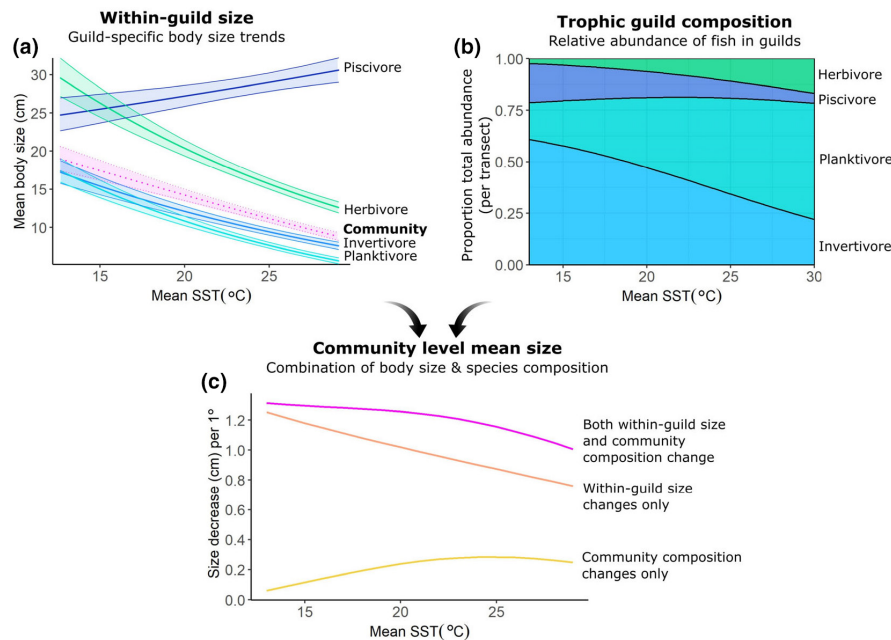 Within-guild size
Guild-specific body size trends
(a)
Mean body size (cm)
30
25
20
15
10
15
20
25
Mean SST(°C)
Piscivore
Herbivore
Community
Invertivore
Planktivore
Trophic guild composition
Relative abundance of fish in guilds
(b)
Proportion total abundance
(per transect)
1.00
0.75
0.50
0.25
0.00
15
20
25
30
Mean SST(°C)
Herbivore
Piscivore
Planktivore
Invertivore
Community level mean size
Combination of body size & species composition
(c)
Size decrease (cm) per 1°
1.2
1.0
0.8
0.6
0.4
0.2
0.0
15
20
25
Mean SST(°C)
Both within-guild size
and community
composition change
Within-guild size
changes only
Community composition
changes only